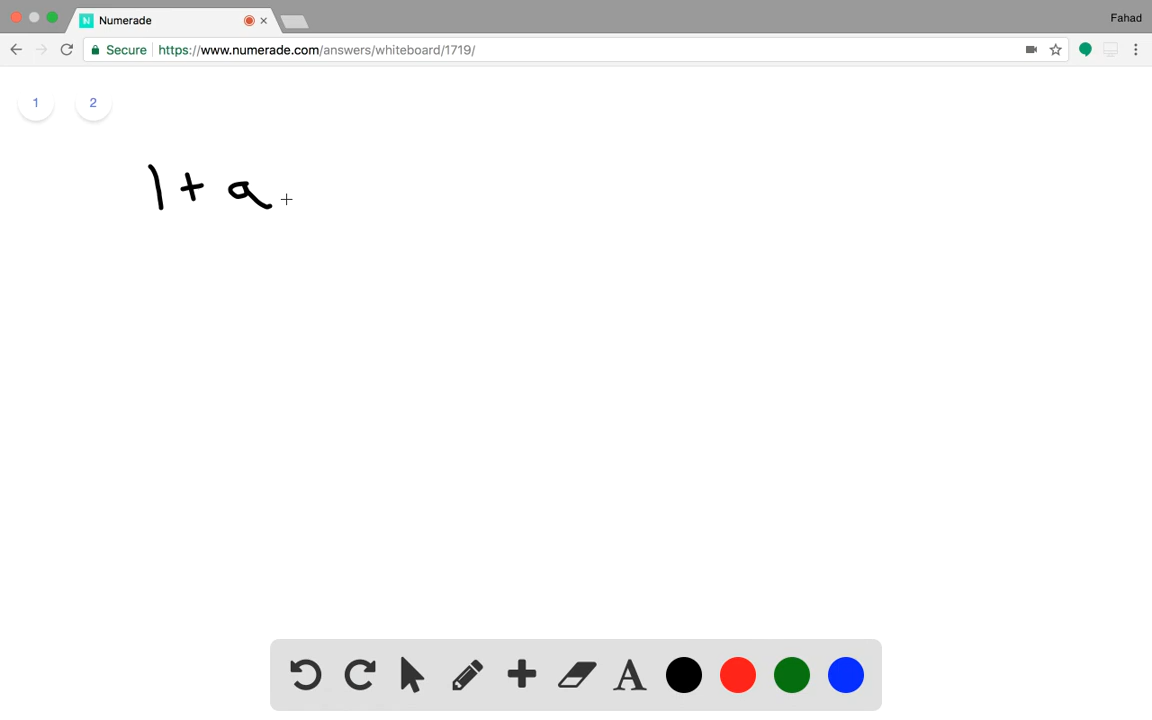 Numerade
Fahad
Secure https://www.numerade.com/answers/whiteboard/1719/
1 2
1 + a
A